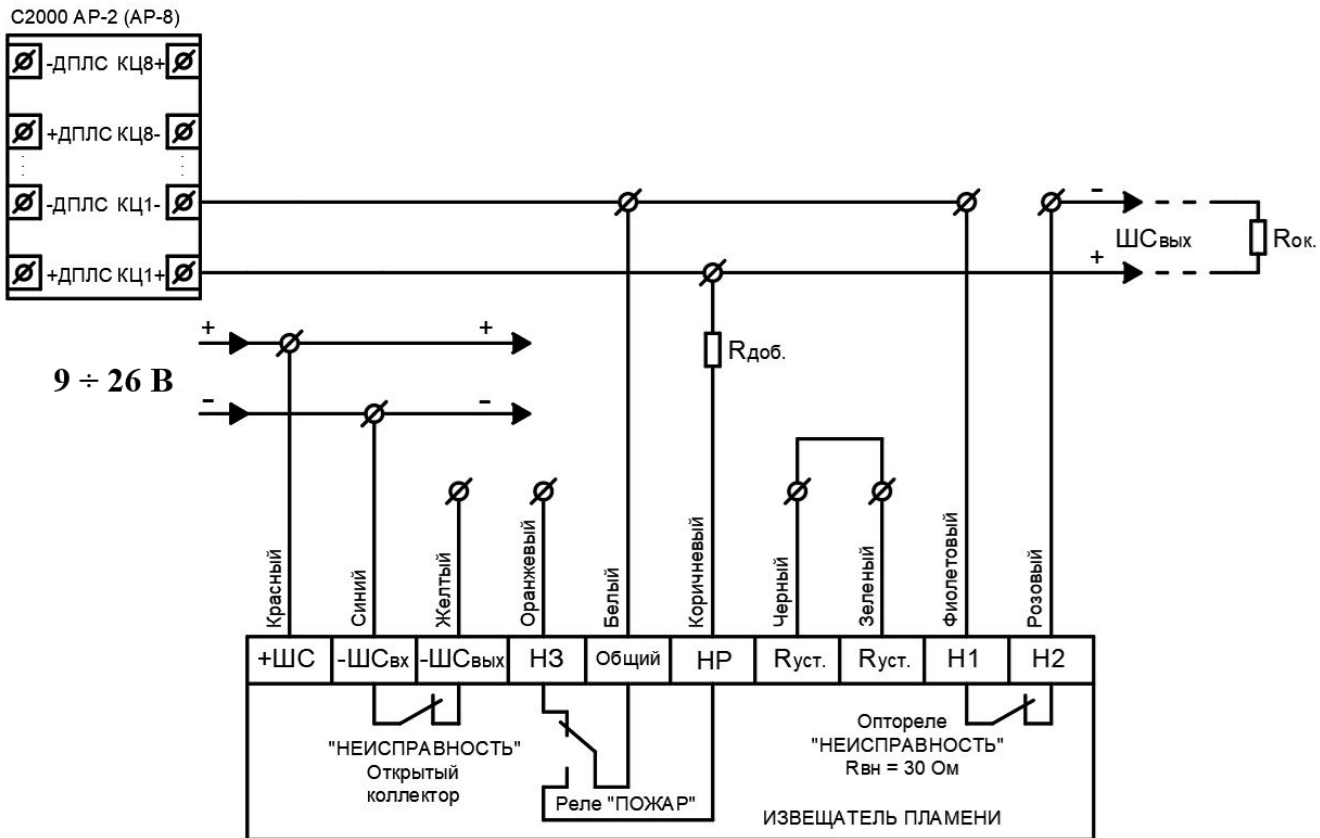 С2000 АР-2 (АР-8)
-ДПЛС КЦ8+
+ДПЛС КЦ8-
-ДПЛС КЦ1-
+ДПЛС КЦ1+
-
ШСвых
+
Rок.
+ +
9 ÷ 26 В
- -
Rдоб.
Красный
Синий
Желтый
Оранжевый
Белый
Коричневый
Черный
Зеленый
Фиолетовый
Розовый
+ШС -ШСвх -ШСвых НЗ Общий НР Rуст. Rуст. Н1 Н2
"НЕИСПРАВНОСТЬ"
Открытый
коллектор
Реле "ПОЖАР"
Оптореле
"НЕИСПРАВНОСТЬ"
Rвн = 30 Ом
ИЗВЕЩАТЕЛЬ ПЛАМЕНИ